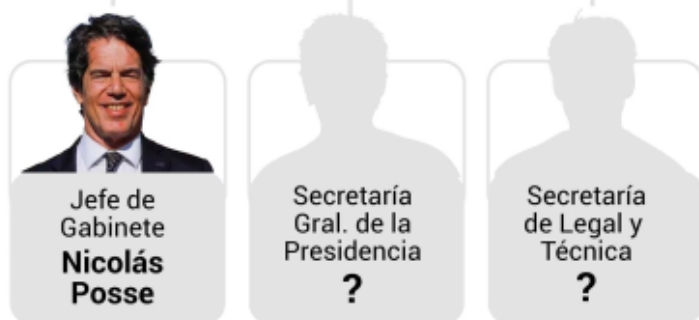 Jefe de
Gabinete
Nicolás
Posse
Secretaría
Gral. de la
Presidencia
?
Secretaría
de Legal y
Técnica
?